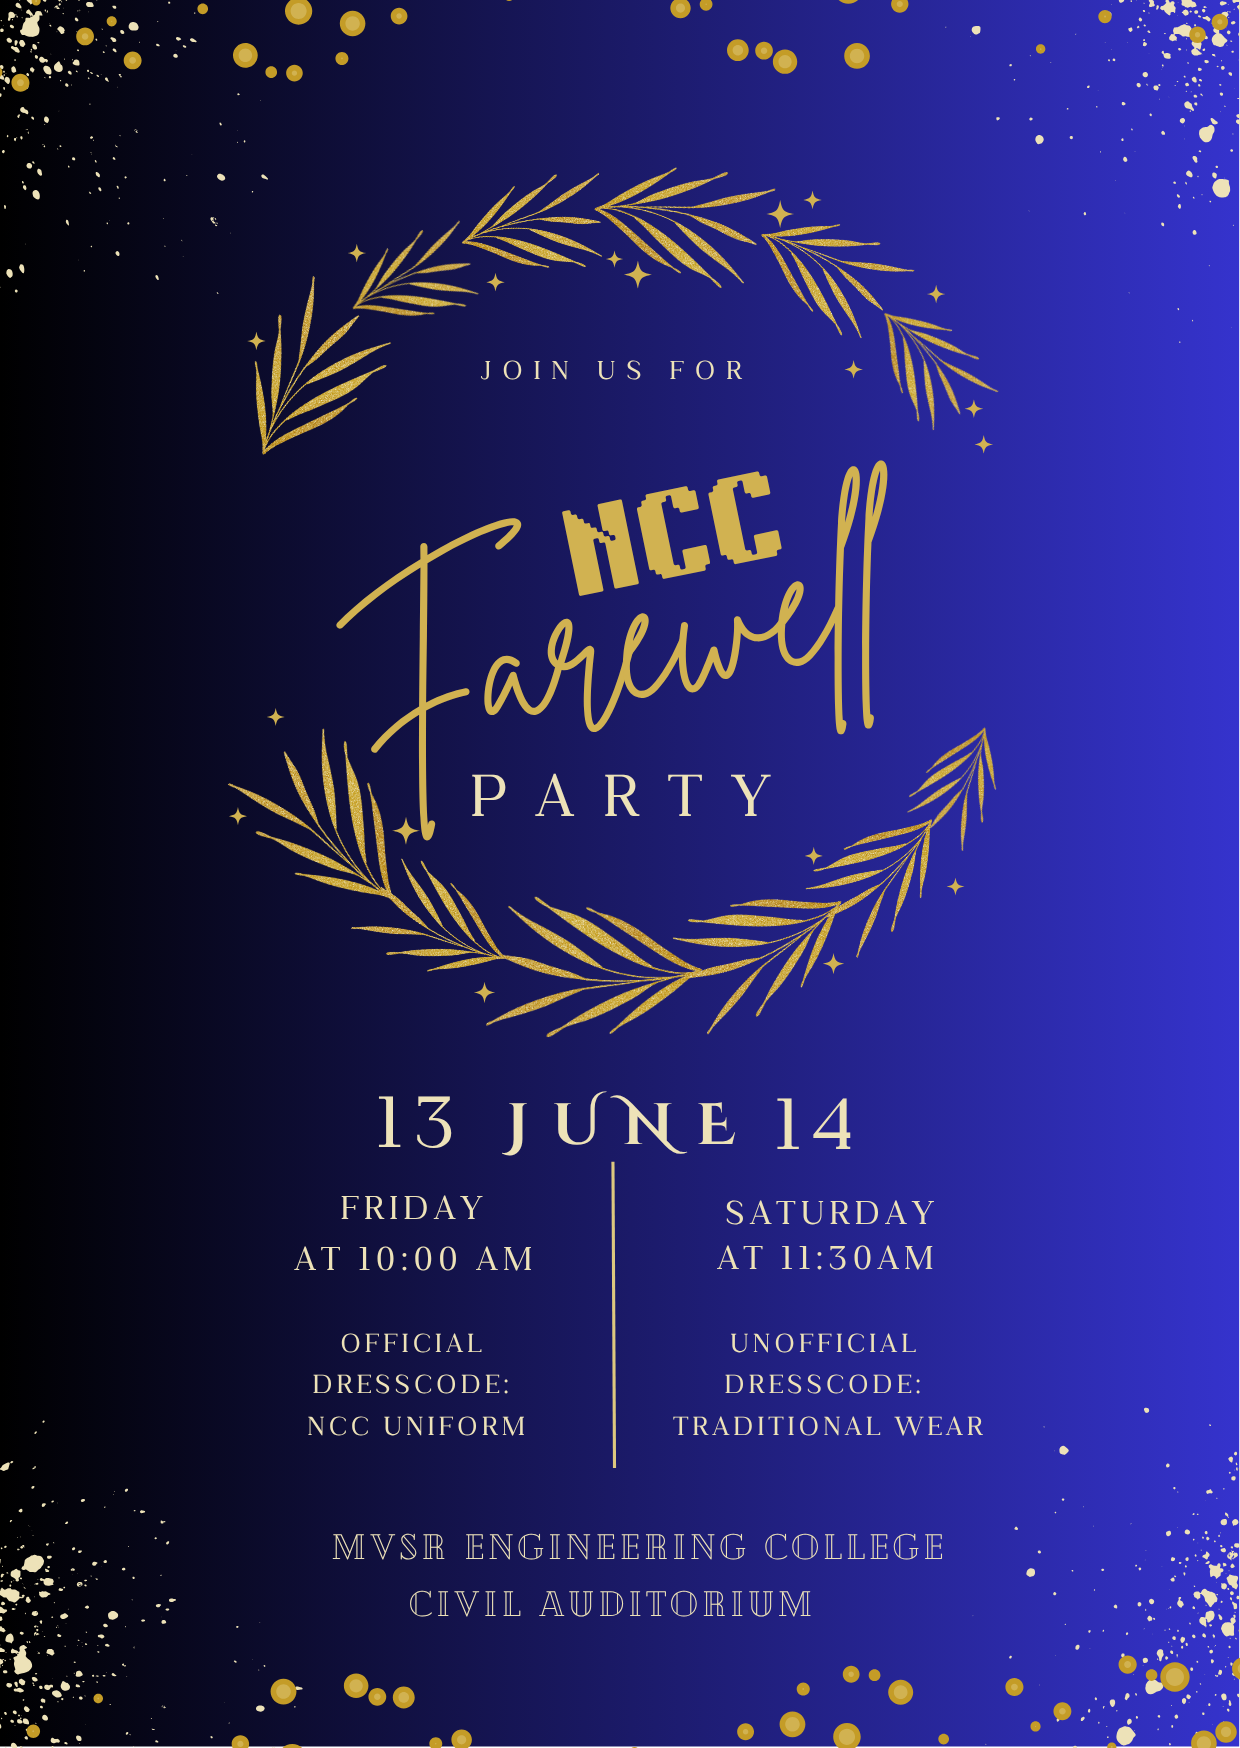 JOIN US FOR
NCC
Farewell
PARTY
13 JUNE 14
FRIDAY
AT 10:00 AM
OFFICIAL
DRESSCODE:
NCC UNIFORM
SATURDAY
AT 11:30AM
UNOFFICIAL
DRESSCODE:
TRADITIONAL WEAR
MVSR ENGINEERING COLLEGE
CIVIL AUDITORIUM